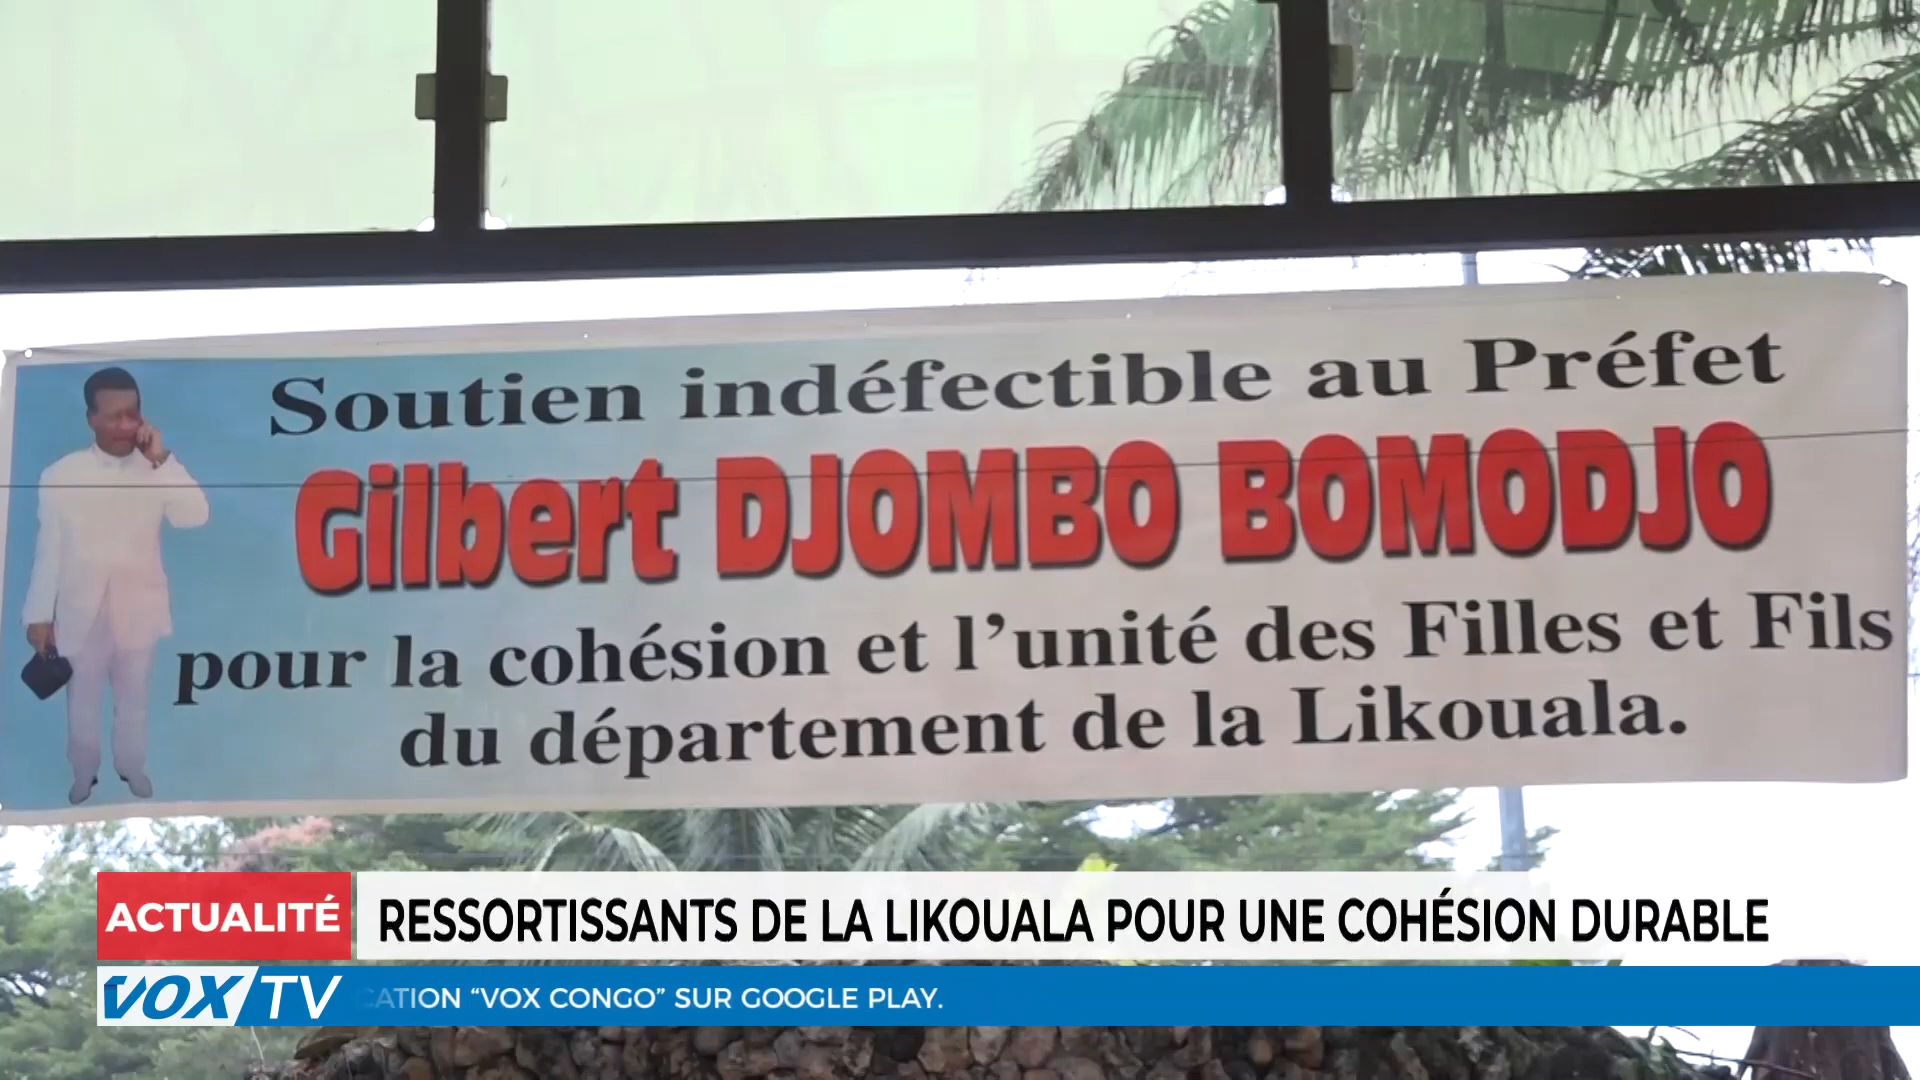 Soutien indéfectible au Préfet
Gilbert DJOMBO BOMODJO
pour la cohésion et l'unité des Filles et Fils
du département de la Likouala.
ACTUALITÉ
RESSORTISSANTS DE LA LIKOUALA POUR UNE COHÉSION DURABLE
VOX TV
CATION “VOX CONGO” SUR GOOGLE PLAY.